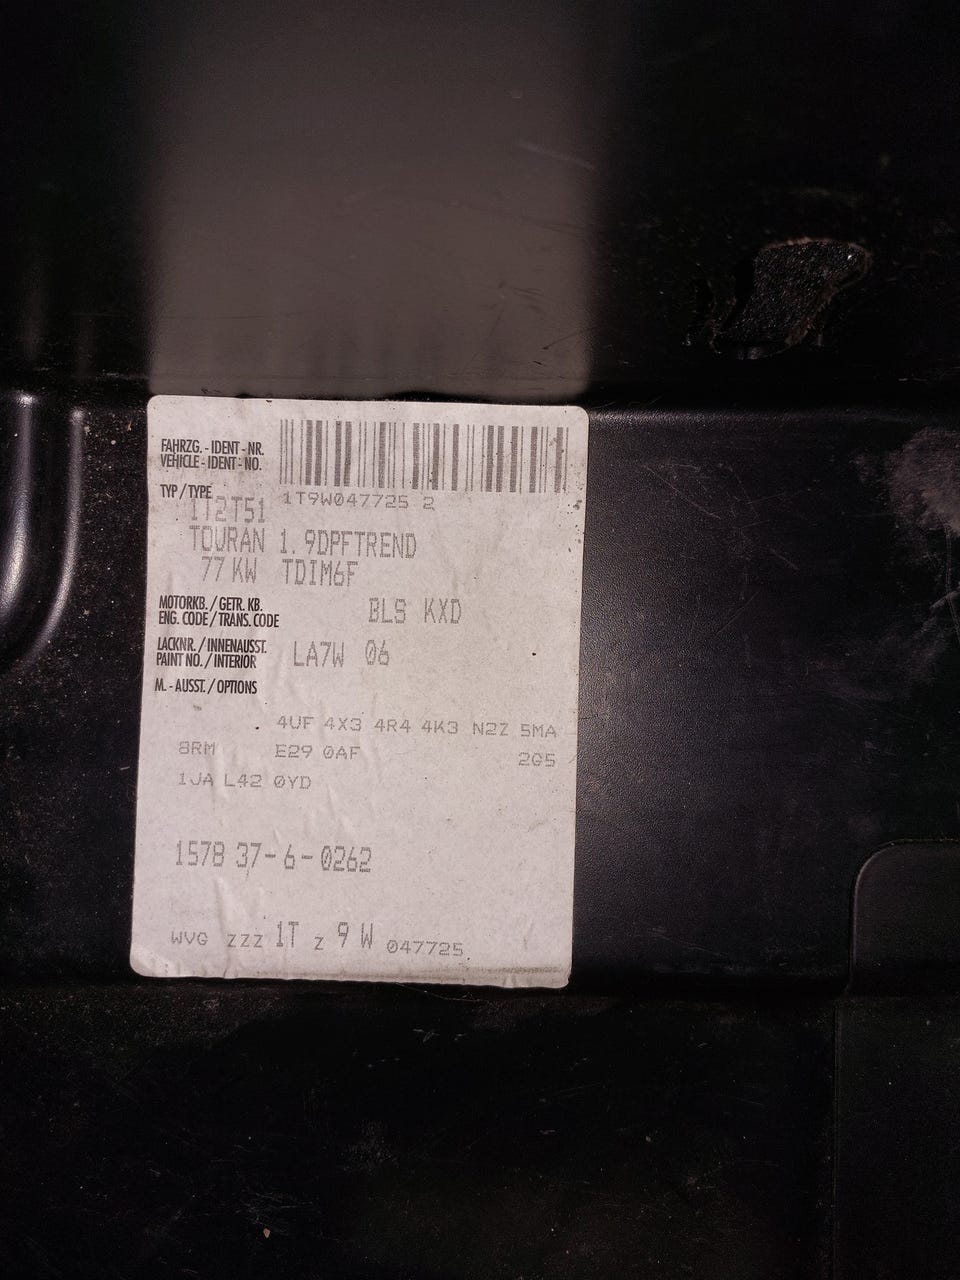 FAHRZG. - IDENT - NR.
VEHICLE - IDENT - NO.
1T9W047725 2
TYP / TYPE
1T2T51
TOURAN 1. 9DPFTREND
77 KW TDIM6F
MOTORKB. / GETR. KB.
ENG. CODE / TRANS. CODE
BLS KXD
LACKNR. / INNENAUSST.
PAINT NO. / INTERIOR
LA7W 06
M. - AUSST. / OPTIONS
4UF 4X3 4R4 4K3 N2Z 5MA
8RM E29 0AF 2G5
1JA L42 0YD
1578 37-6-0262
WVG ZZZ 1T Z 9 W 047725